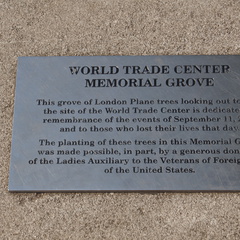 WORLD TRADE CENTER
MEMORIAL GROVE
This grove of London Plane trees looking out to
the site of the World Trade Center is dedicate
remembrance of the events of September 11,
and to those who lost their lives that day
The planting of these trees in this Memorial G
was made possible, in part, by a generous don
of the Ladies Auxiliary to the Veterans of Foreig
of the United States.